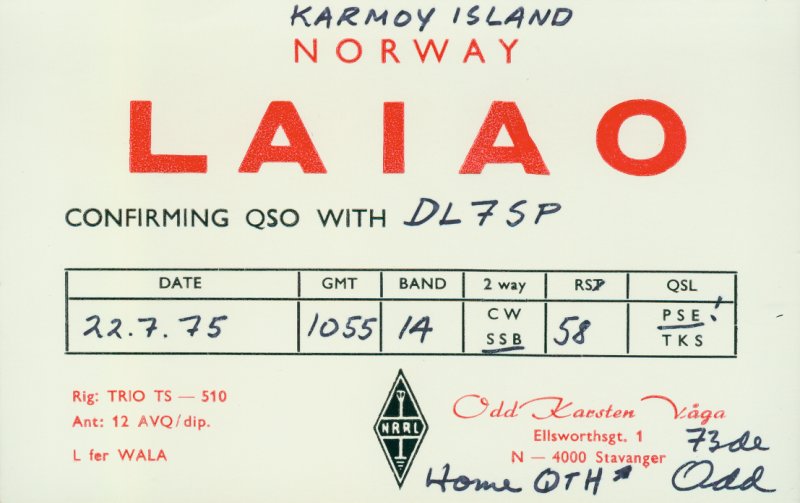 KARMOY ISLAND
NORWAY
LA1AO
CONFIRMING QSO WITH DL7SP
DATE GMT BAND 2 way RST QSL
22.7.75 1055 14 CW SSB 58 PSE! TKS
Rig: TRIO TS — 510
Ant: 12 AVQ/dip.
L fer WALA
NRRL
Odd Karsten Våga
Ellsworthsgt. 1
N — 4000 Stavanger
Home QTH
73 de
Odd